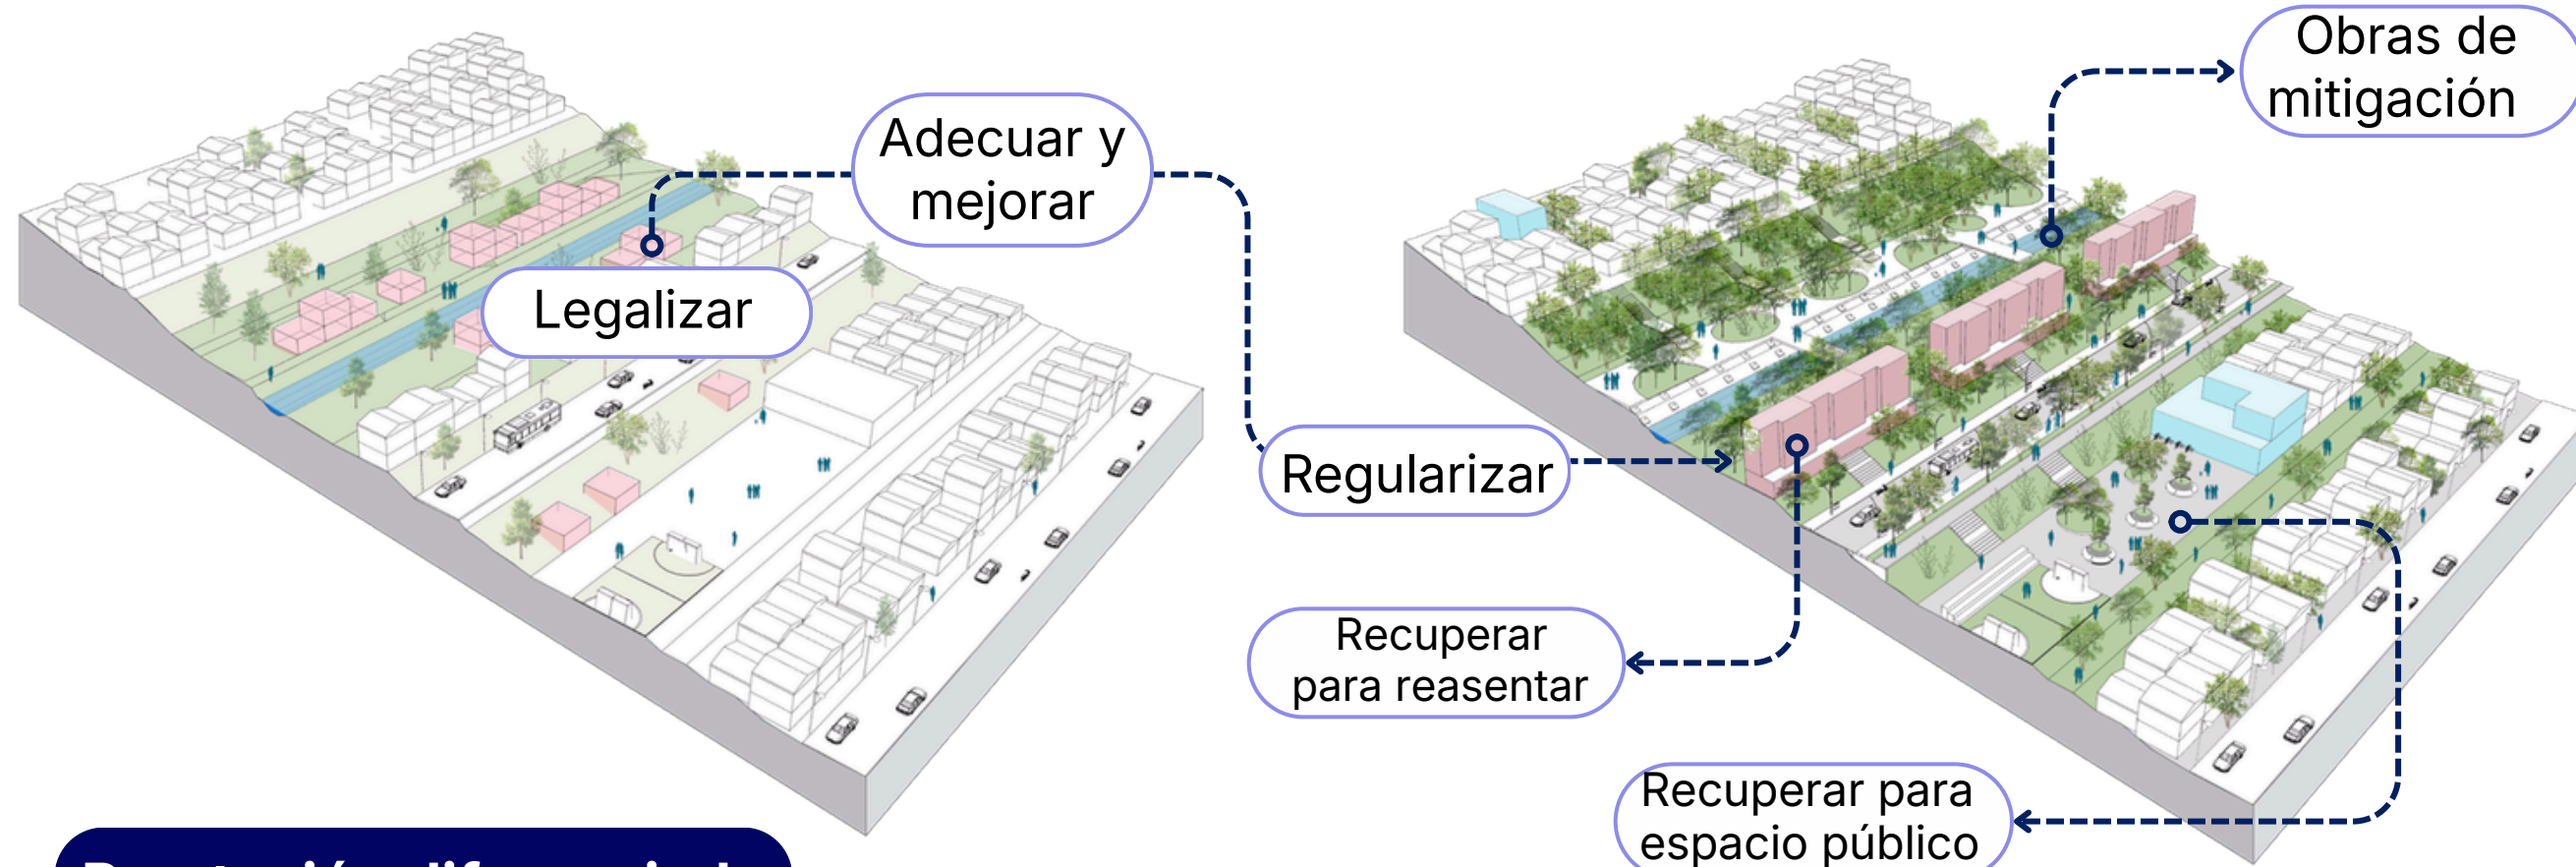 Obras de
mitigación
Adecuar y
mejorar
Legalizar
Regularizar
Recuperar
para reasentar
Recuperar para
espacio público